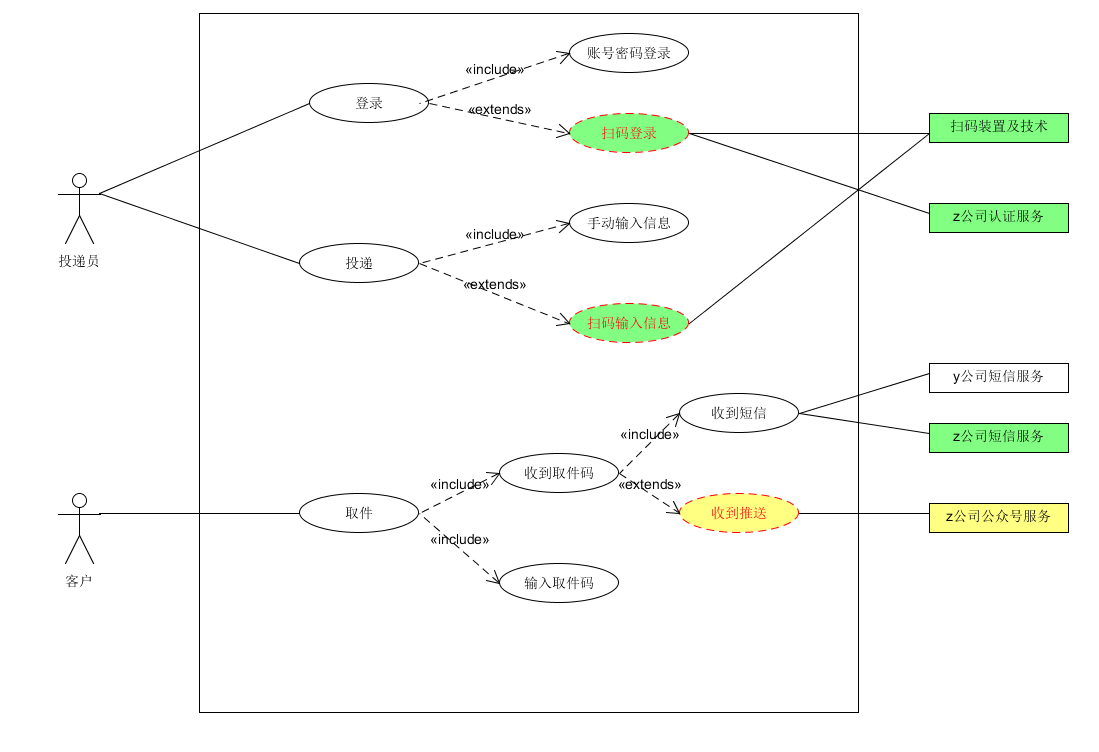 账号密码登录
«include»
登录
«extends»
扫码登录
扫码装置及技术
投递员
手动输入信息
z公司认证服务
«include»
投递
«extends»
扫码输入信息
y公司短信服务
收到短信
«include»
z公司短信服务
收到取件码
«include»
«extends»
取件
收到推送
z公司公众号服务
«include»
客户
输入取件码